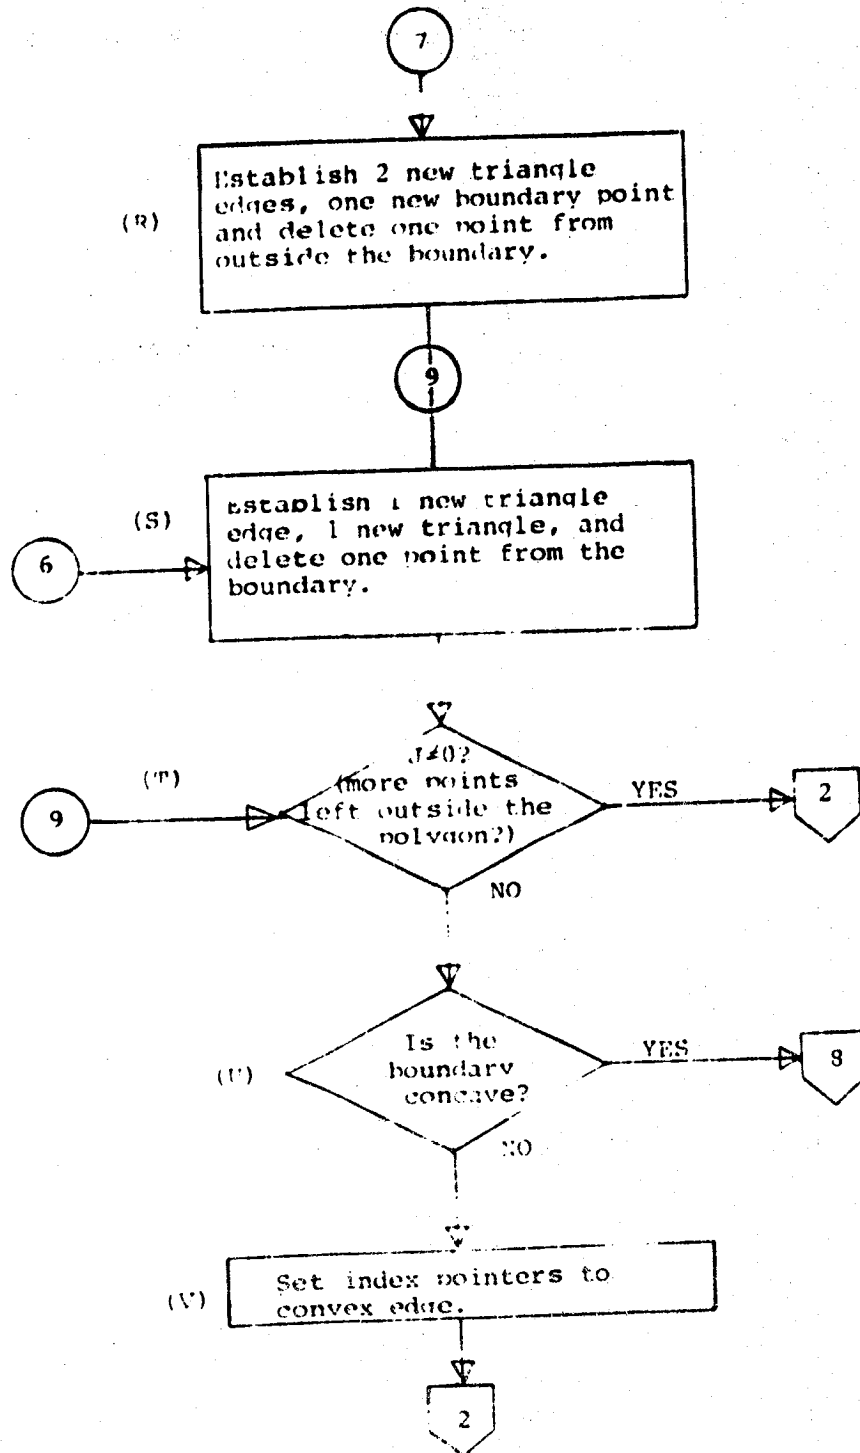 7
(R)
Establish 2 new triangle
edges, one new boundary point
and delete one point from
outside the boundary.
9
(S)
Establish 1 new triangle
edge, 1 new triangle, and
delete one point from the
boundary.
6
(T)
J≠0?
(more points
left outside the
polygon?)
YES
2
9
NO
(U)
Is the
boundary
concave?
YES
8
NO
(V)
Set index pointers to
convex edge.
2